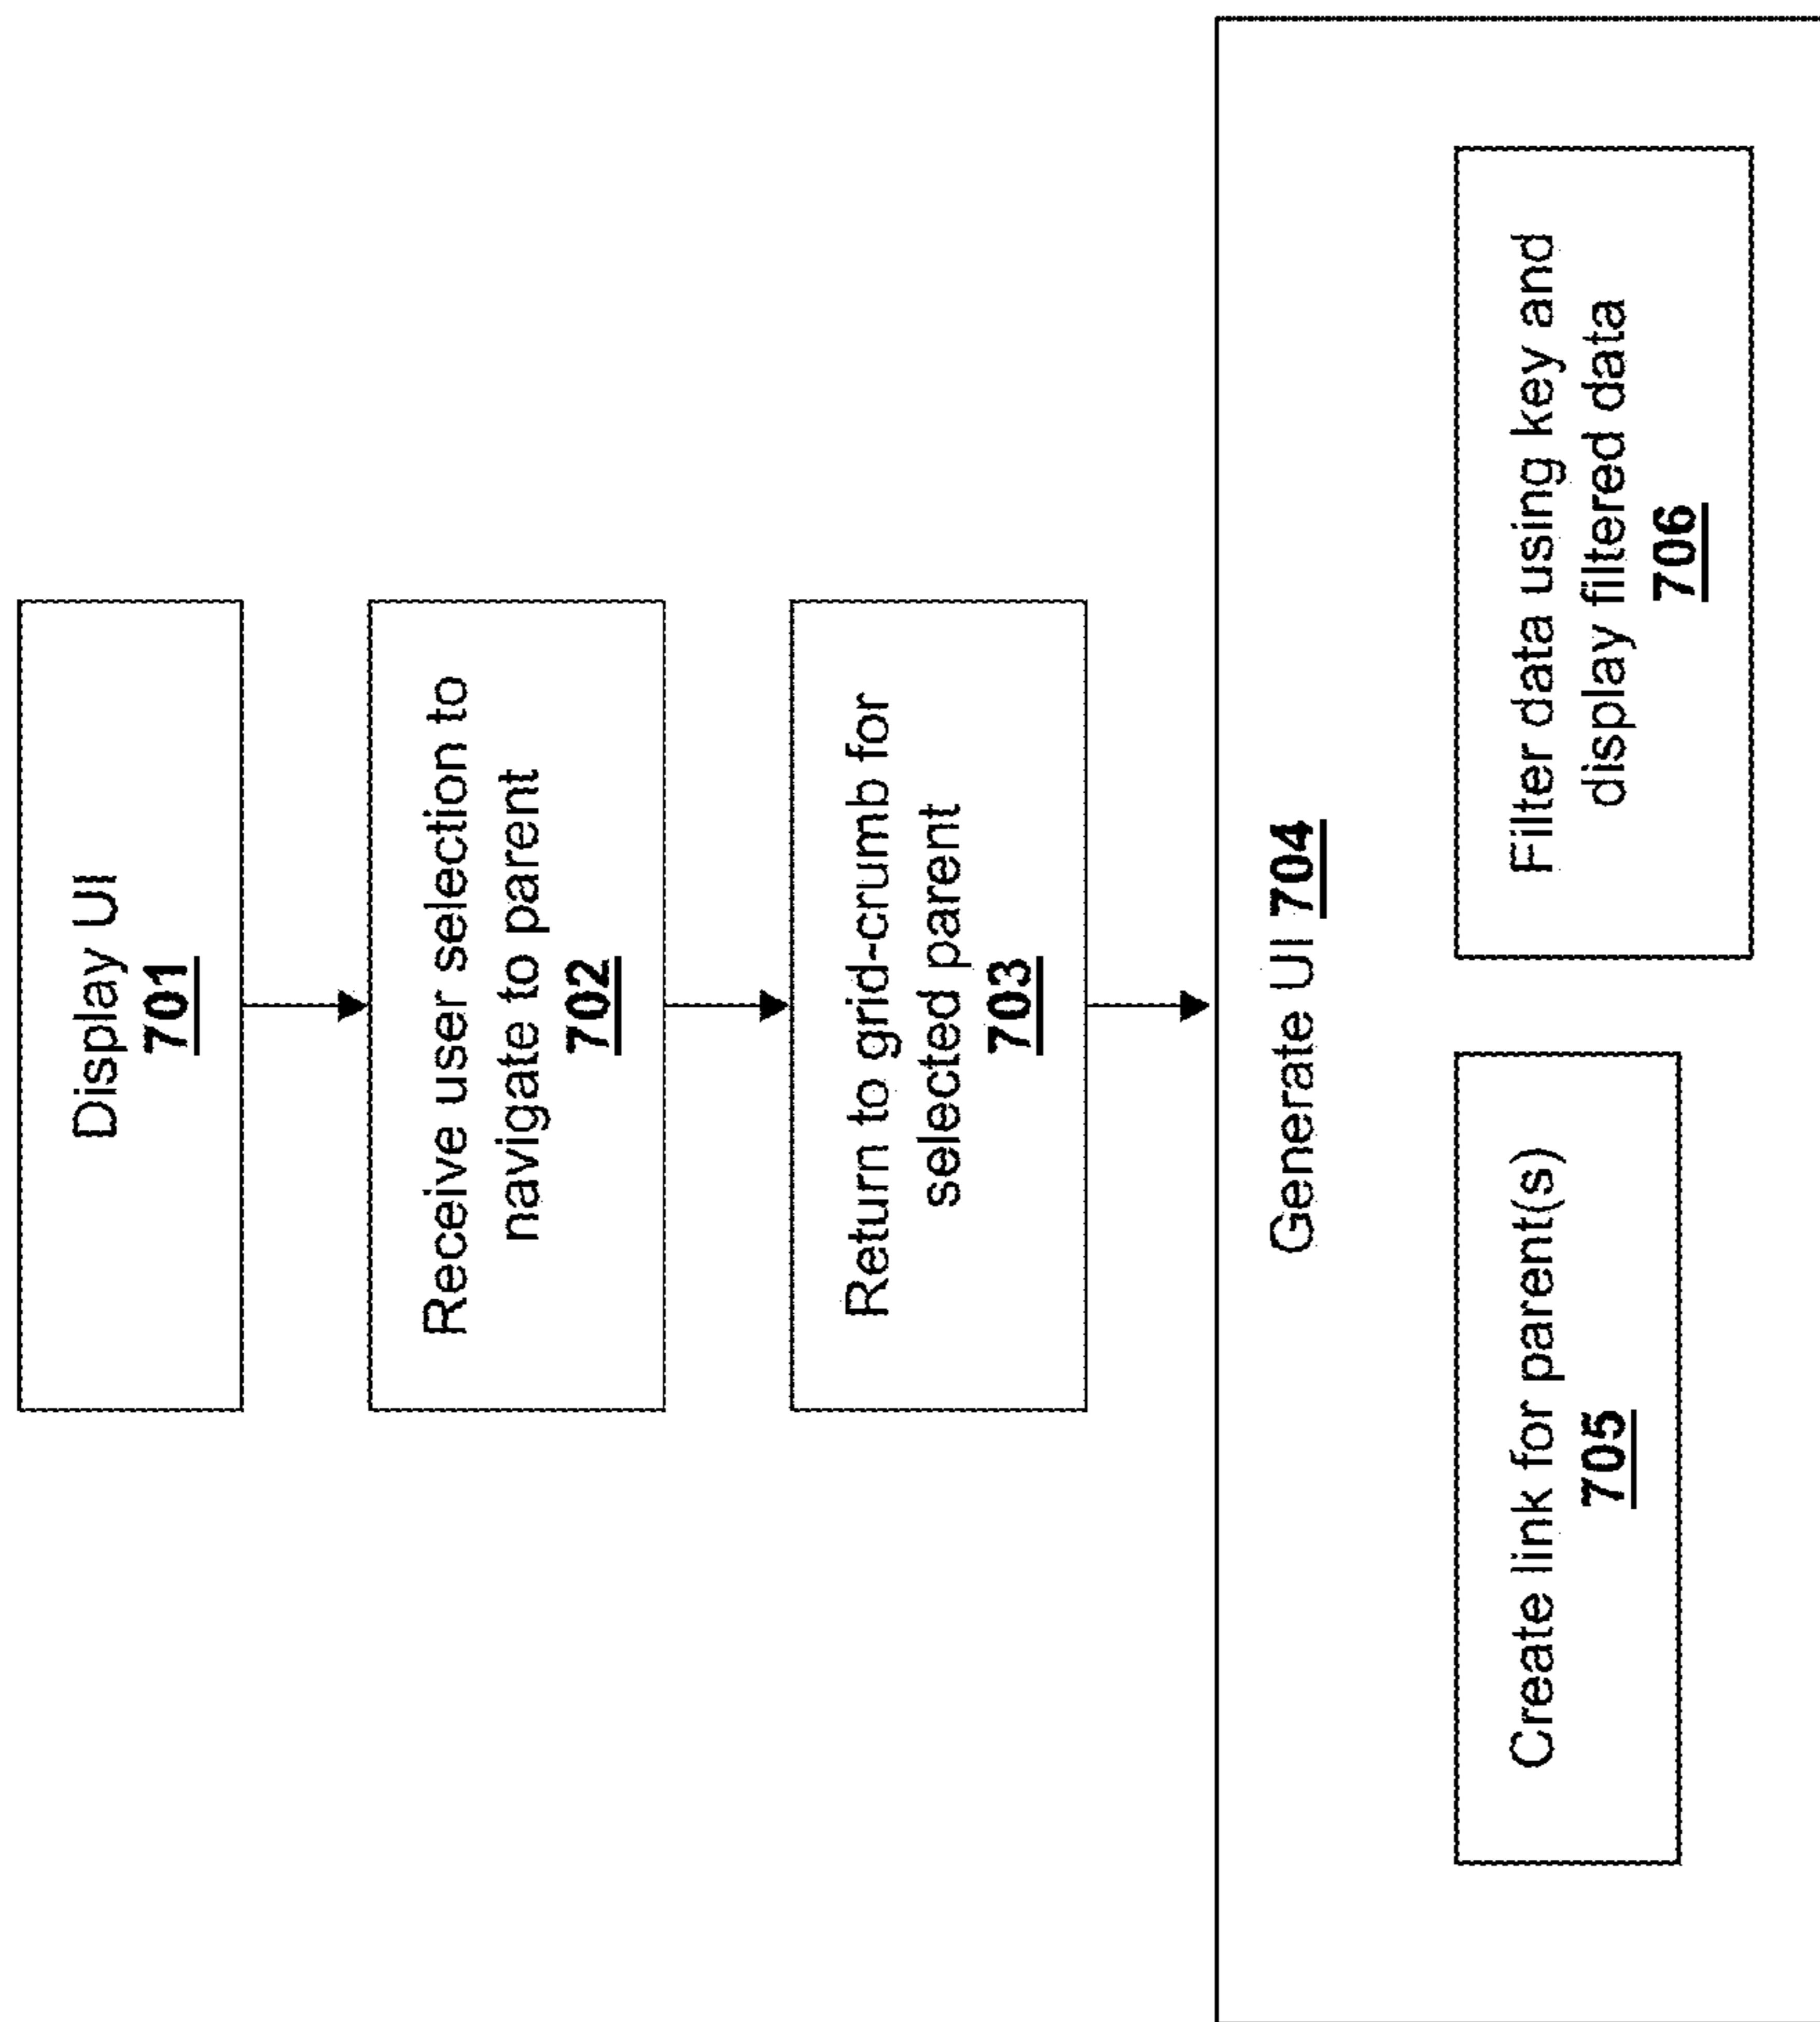 Display UI
701
Receive user selection to
navigate to parent
702
Return to grid-crumb for
selected parent
703
Generate UI 704
Create link for parent(s)
705
Filter data using key and
display filtered data
706